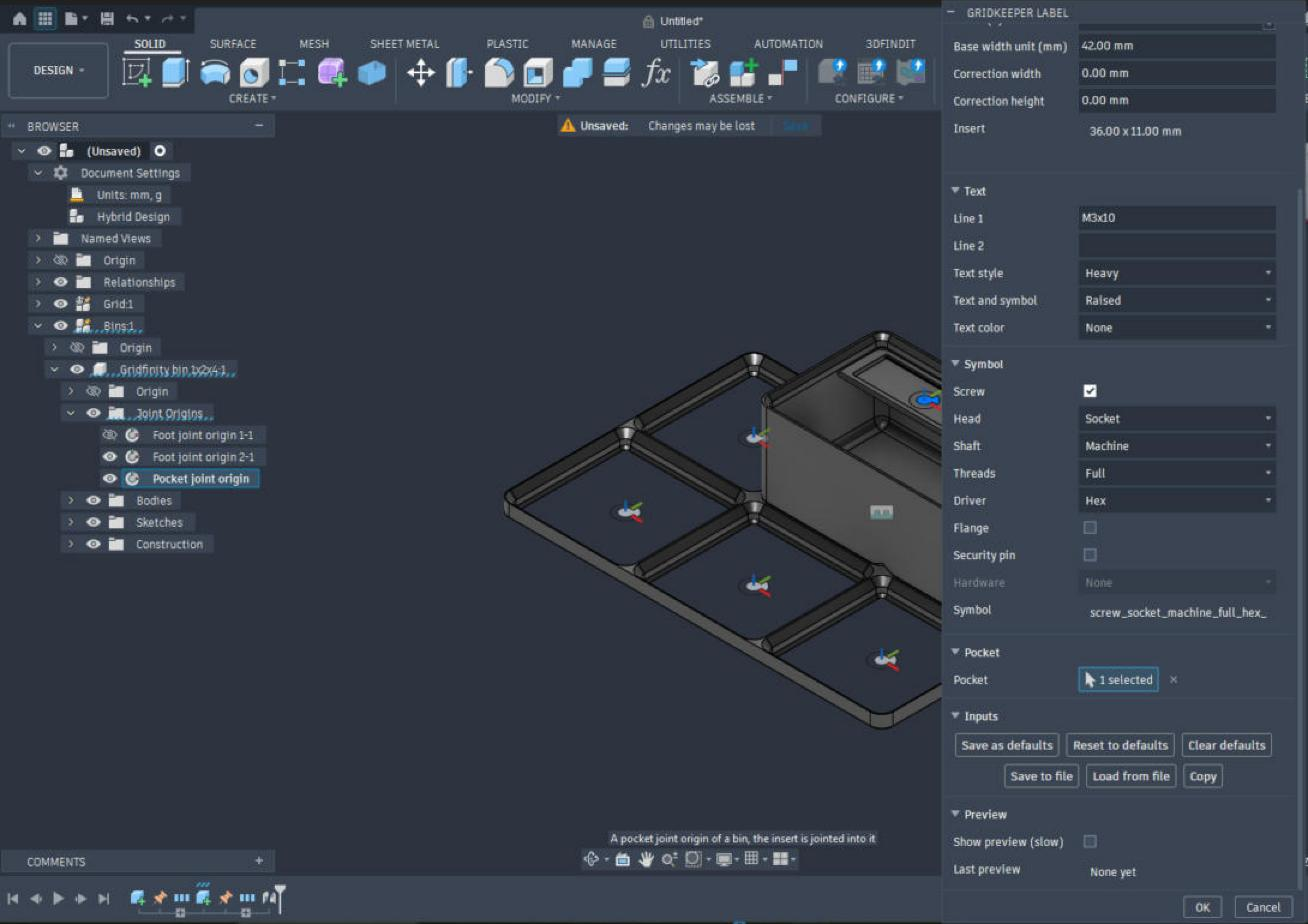 Untitled*
GRIDKEEPER LABEL
DESIGN
SOLID SURFACE MESH SHEET METAL PLASTIC MANAGE UTILITIES AUTOMATION 3DFINDIT
fx
CREATE MODIFY ASSEMBLE CONFIGURE
BROWSER
Unsaved: Changes may be lost Save
(Unsaved)
Document Settings
Units: mm, g
Hybrid Design
Named Views
Origin
Relationships
Grid:1
Bins:1
Origin
Gridfinity bin 1x2x4-1
Origin
Joint Origins
Foot joint origin 1-1
Foot joint origin 2-1
Pocket joint origin
Bodies
Sketches
Construction
COMMENTS
A pocket joint origin of a bin, the insert is jointed into it
Base width unit (mm) 42.00 mm
Correction width 0.00 mm
Correction height 0.00 mm
Insert 36.00 x 11.00 mm
Text
Line 1 M3x10
Line 2
Text style Heavy
Text and symbol Raised
Text color None
Symbol
Screw
Head Socket
Shaft Machine
Threads Full
Driver Hex
Flange
Security pin
Hardware None
Symbol screw_socket_machine_full_hex_
Pocket
Pocket 1 selected
Inputs
Save as defaults Reset to defaults Clear defaults
Save to file Load from file Copy
Preview
Show preview (slow)
Last preview None yet
OK Cancel